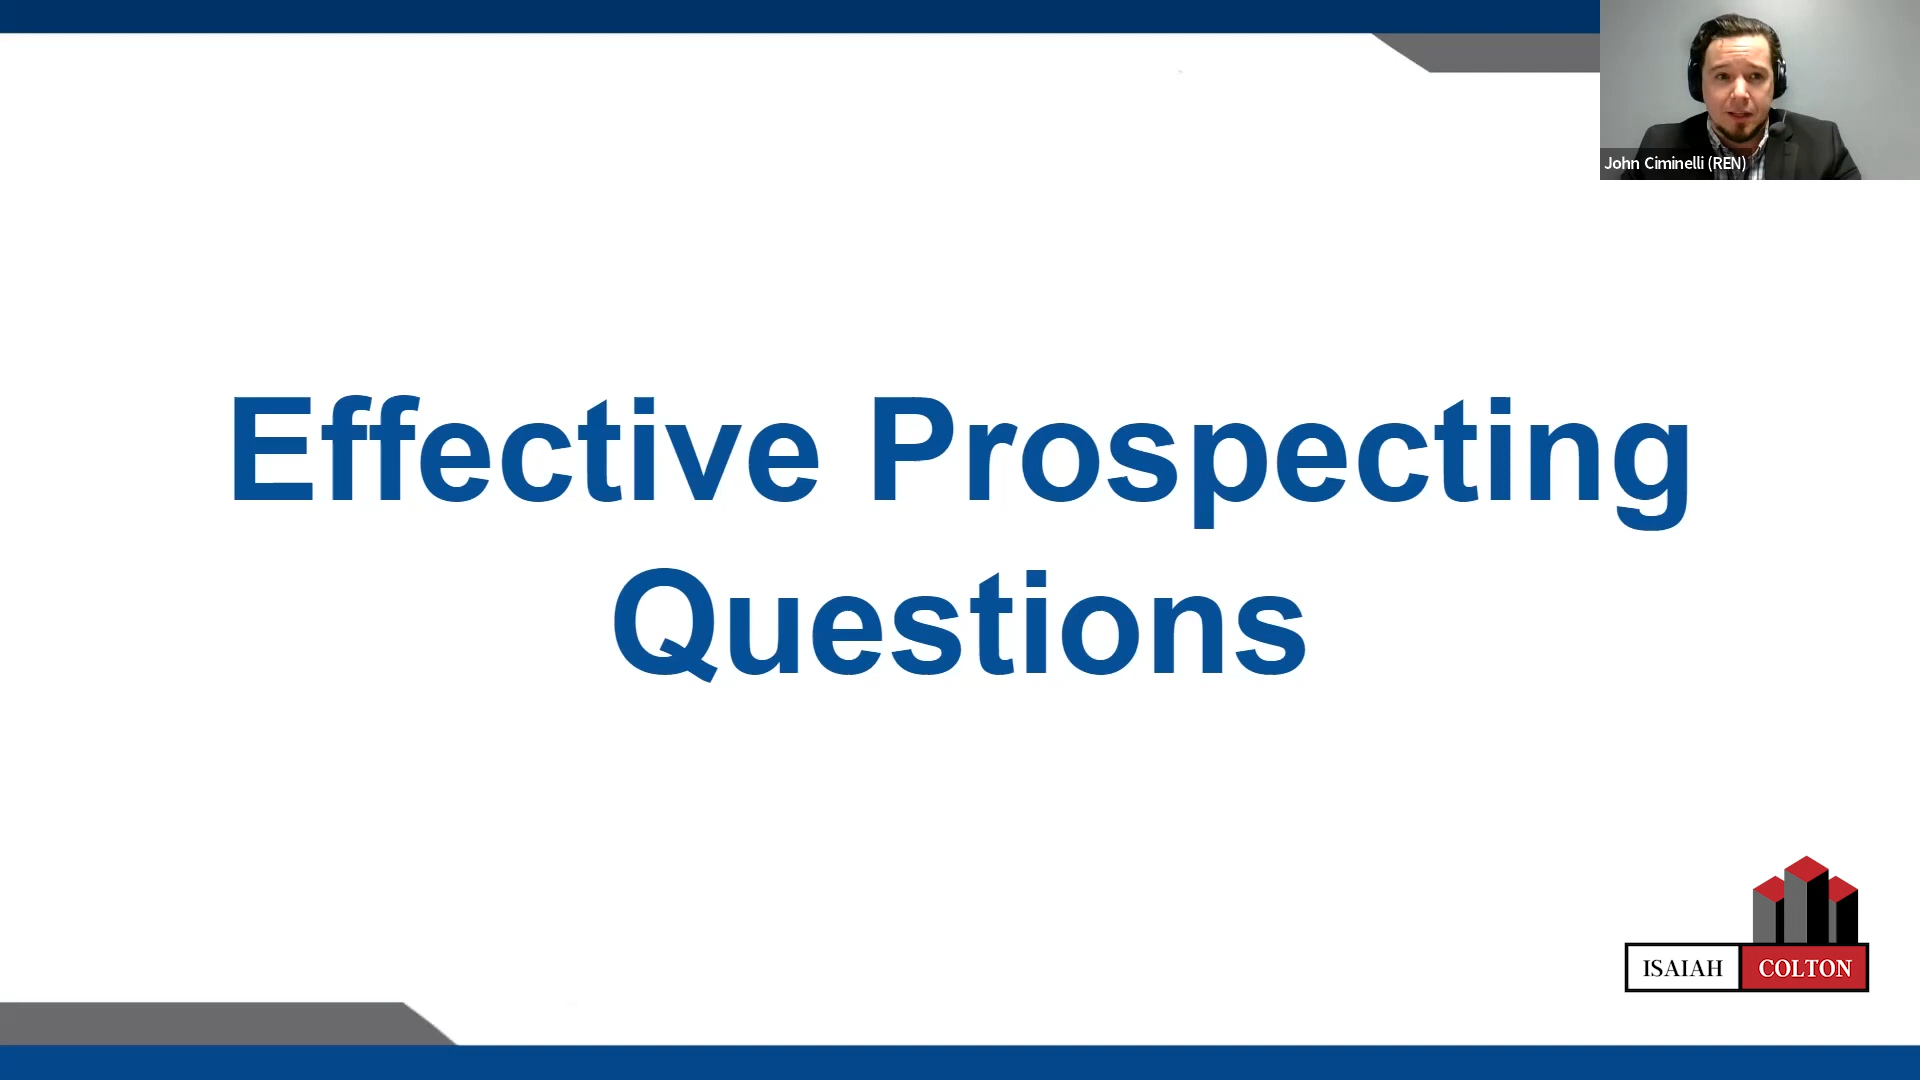 John Ciminelli (REN)
Effective Prospecting
Questions
ISAIAH COLTON